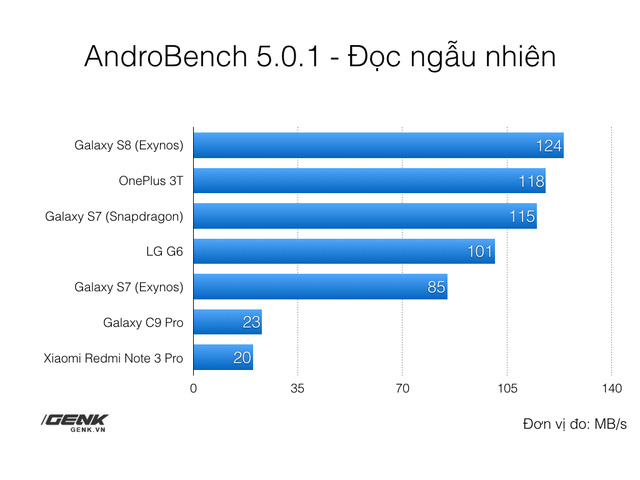 AndroBench 5.0.1 - Đọc ngẫu nhiên
Galaxy S8 (Exynos) 124
OnePlus 3T 118
Galaxy S7 (Snapdragon) 115
LG G6 101
Galaxy S7 (Exynos) 85
Galaxy C9 Pro 23
Xiaomi Redmi Note 3 Pro 20
0 35 70 105 140
GENK
GENK.VN
Đơn vị đo: MB/s